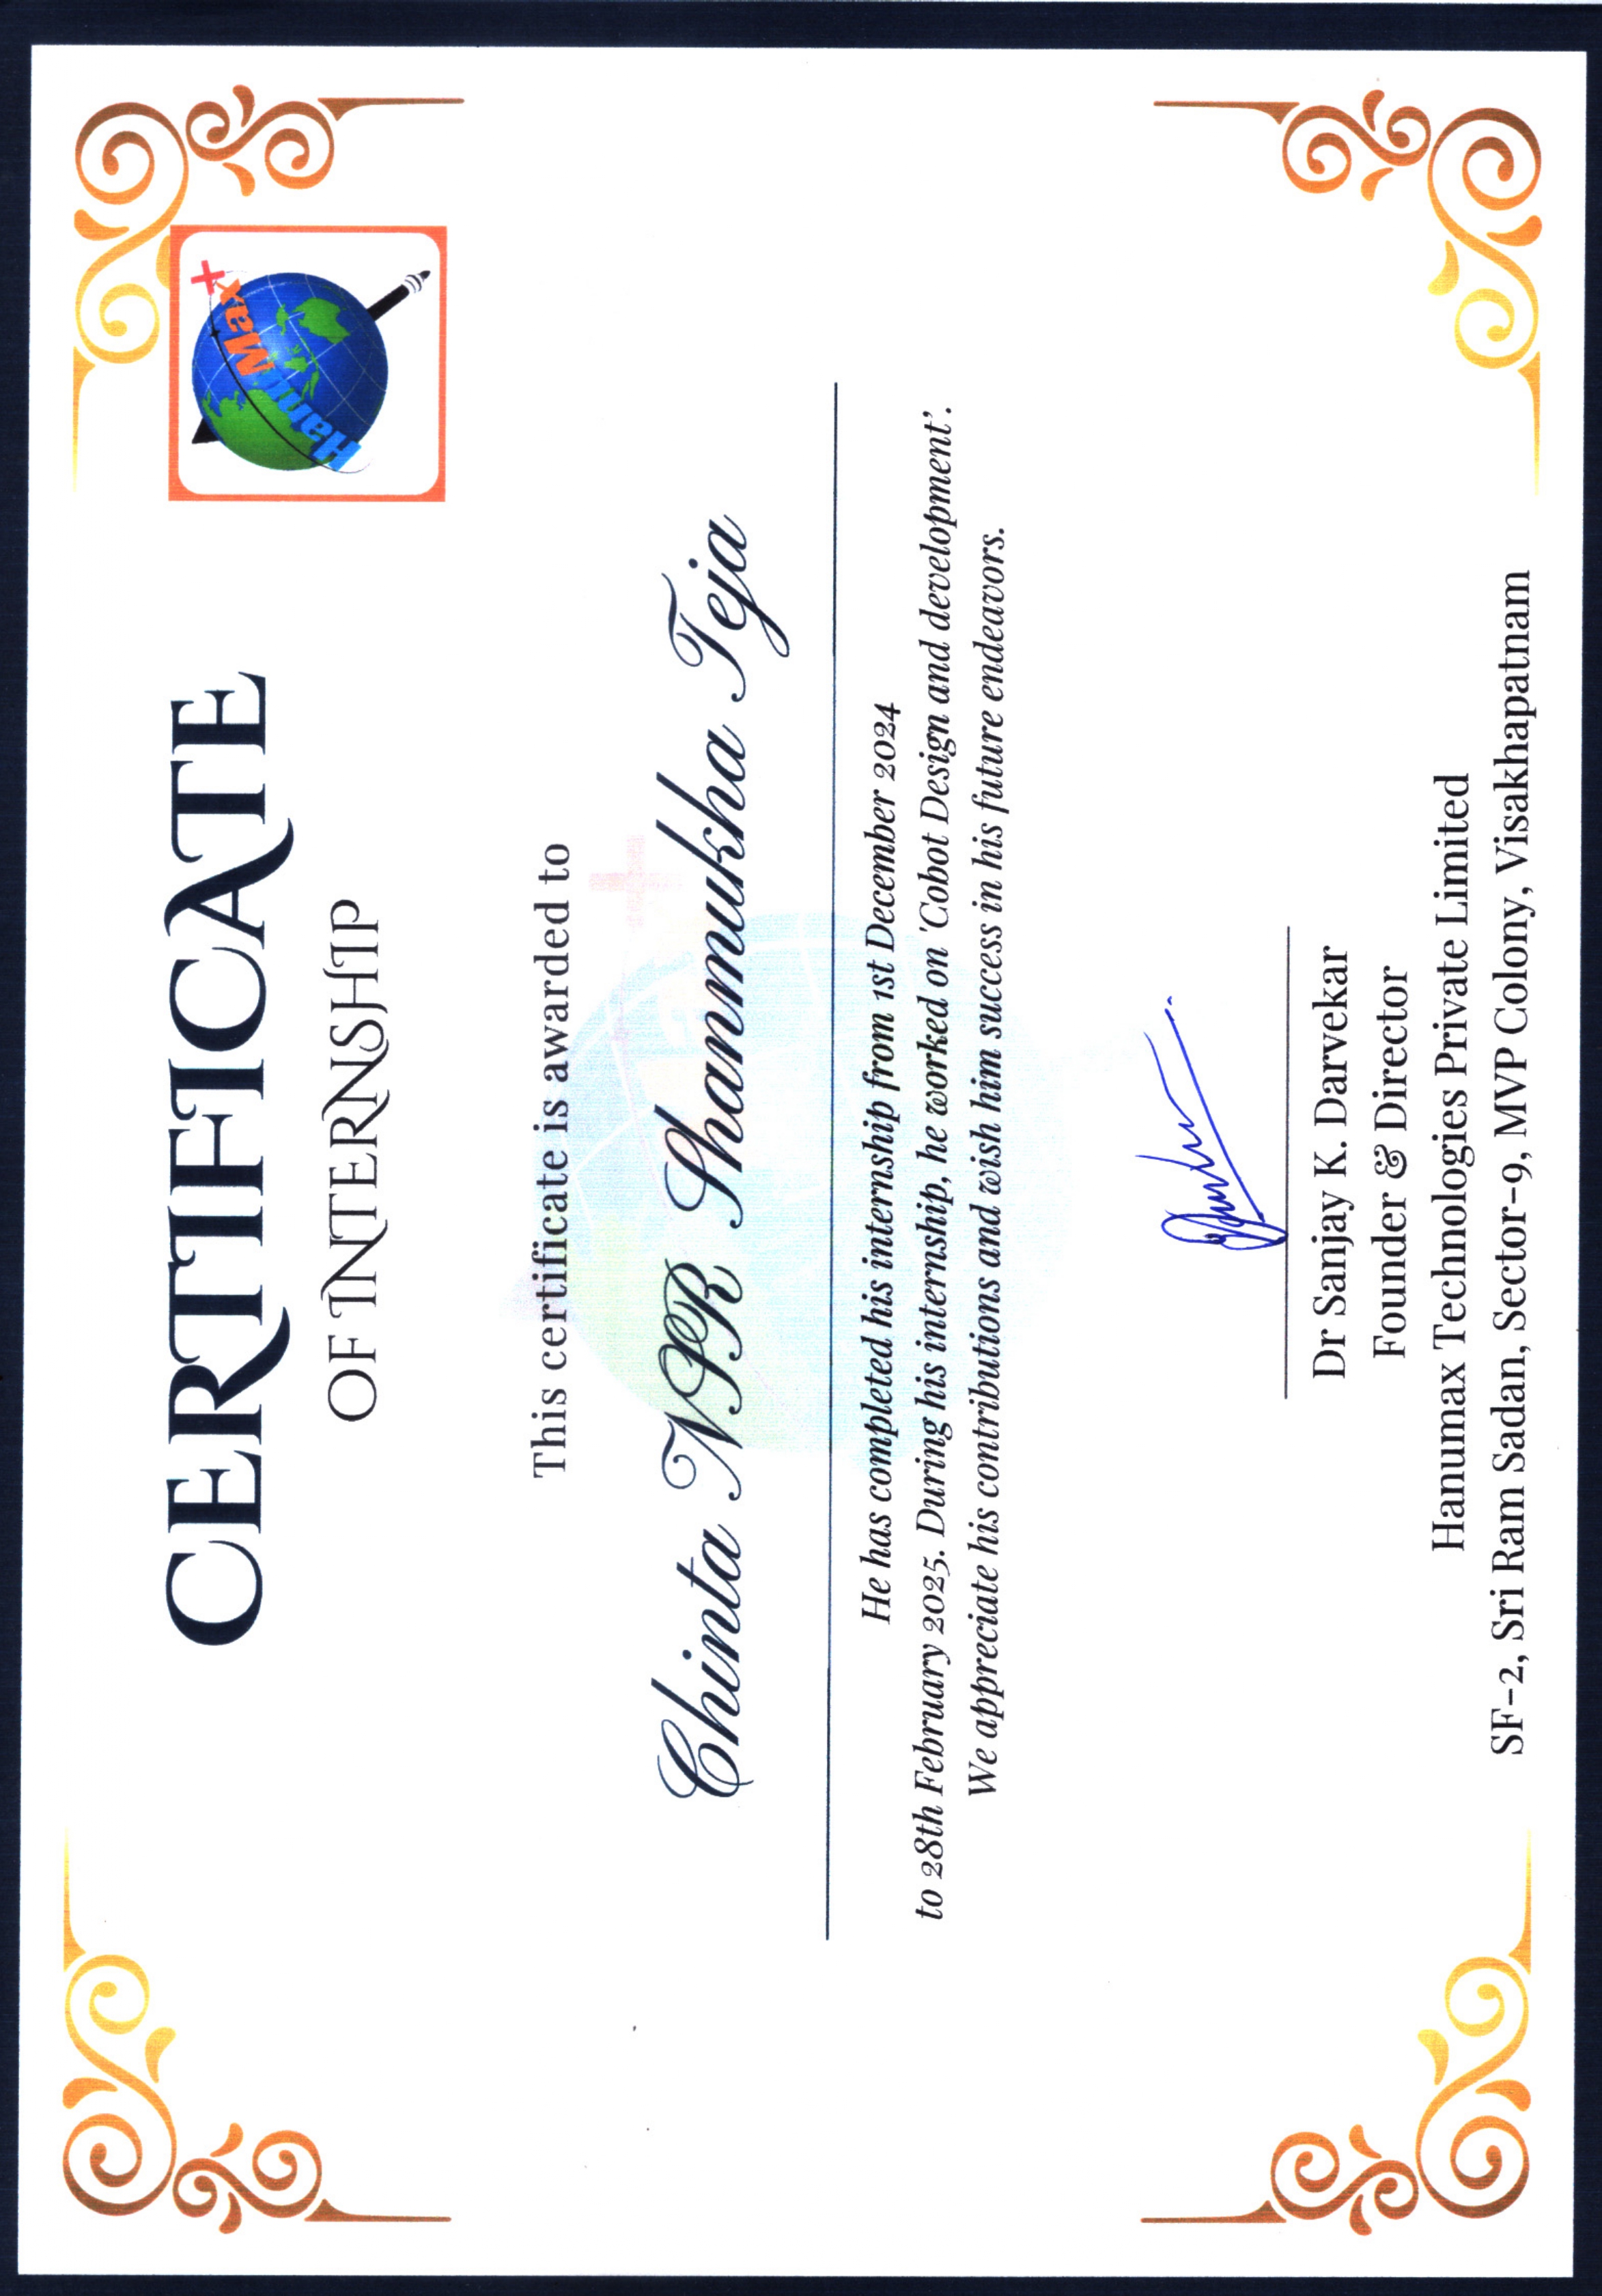 CERTIFICATE
OF INTERNSHIP
HanuMax+
This certificate is awarded to
Chinta NPR Shanmukha Teja
He has completed his internship from 1st December 2024
to 28th February 2025. During his internship, he worked on 'Cobot Design and development'.
We appreciate his contributions and wish him success in his future endeavors.
Dr Sanjay K. Darvekar
Founder & Director
Hanumax Technologies Private Limited
SF-2, Sri Ram Sadan, Sector-9, MVP Colony, Visakhapatnam